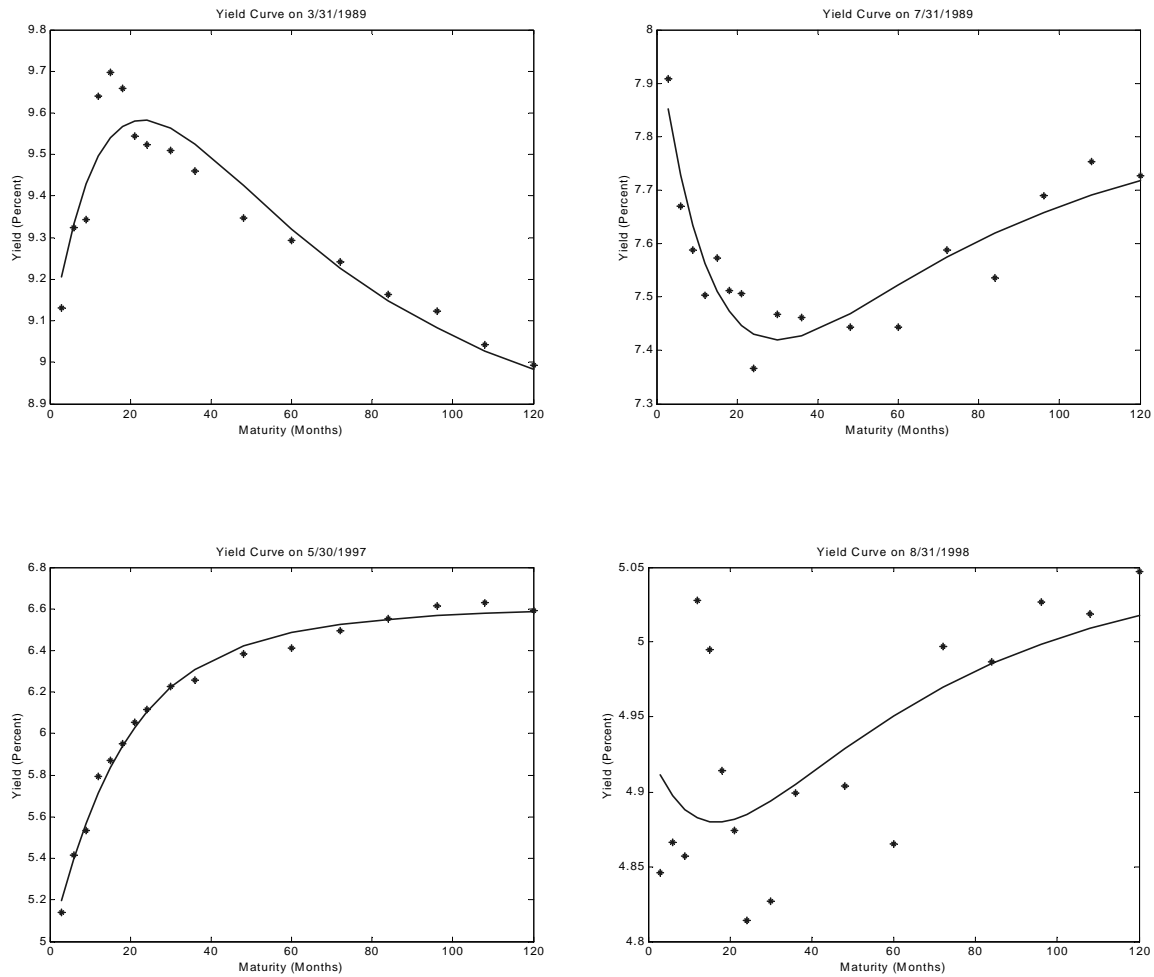 Yield Curve on 3/31/1989
9.8
9.7
9.6
9.5
9.4
9.3
9.2
9.1
9
8.9
Yield (Percent)
0 20 40 60 80 100 120
Maturity (Months)
Yield Curve on 7/31/1989
8
7.9
7.8
7.7
7.6
7.5
7.4
7.3
Yield (Percent)
0 20 40 60 80 100 120
Maturity (Months)
Yield Curve on 5/30/1997
6.8
6.6
6.4
6.2
6
5.8
5.6
5.4
5.2
5
Yield (Percent)
0 20 40 60 80 100 120
Maturity (Months)
Yield Curve on 8/31/1998
5.05
5
4.95
4.9
4.85
4.8
Yield (Percent)
0 20 40 60 80 100 120
Maturity (Months)